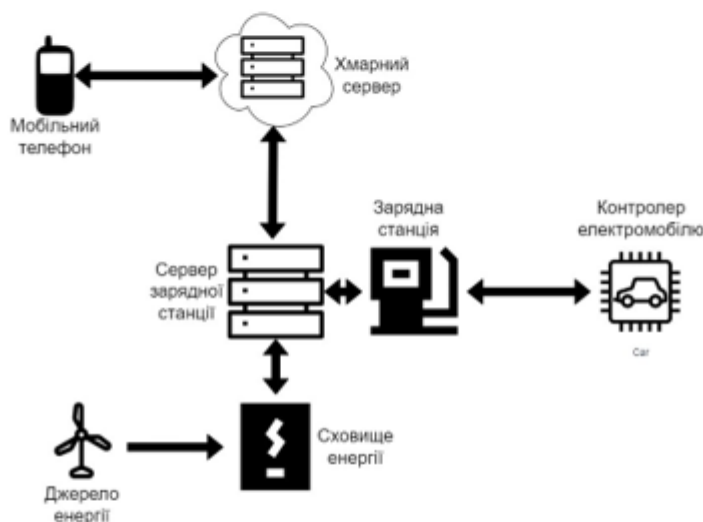 Хмарний
сервер
Мобільний
телефон
Зарядна
станція
Контролер
електромобілю
Сервер
зарядної
станції
Car
Сховище
енергії
Джерело
енергії